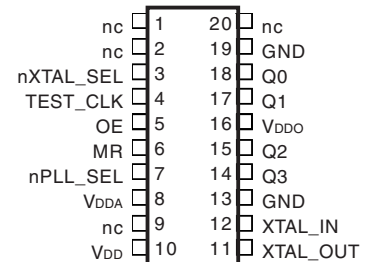 nc 1 20 nc
nc 2 19 GND
nXTAL_SEL 3 18 Q0
TEST_CLK 4 17 Q1
OE 5 16 VDDO
MR 6 15 Q2
nPLL_SEL 7 14 Q3
VDDA 8 13 GND
nc 9 12 XTAL_IN
VDD 10 11 XTAL_OUT